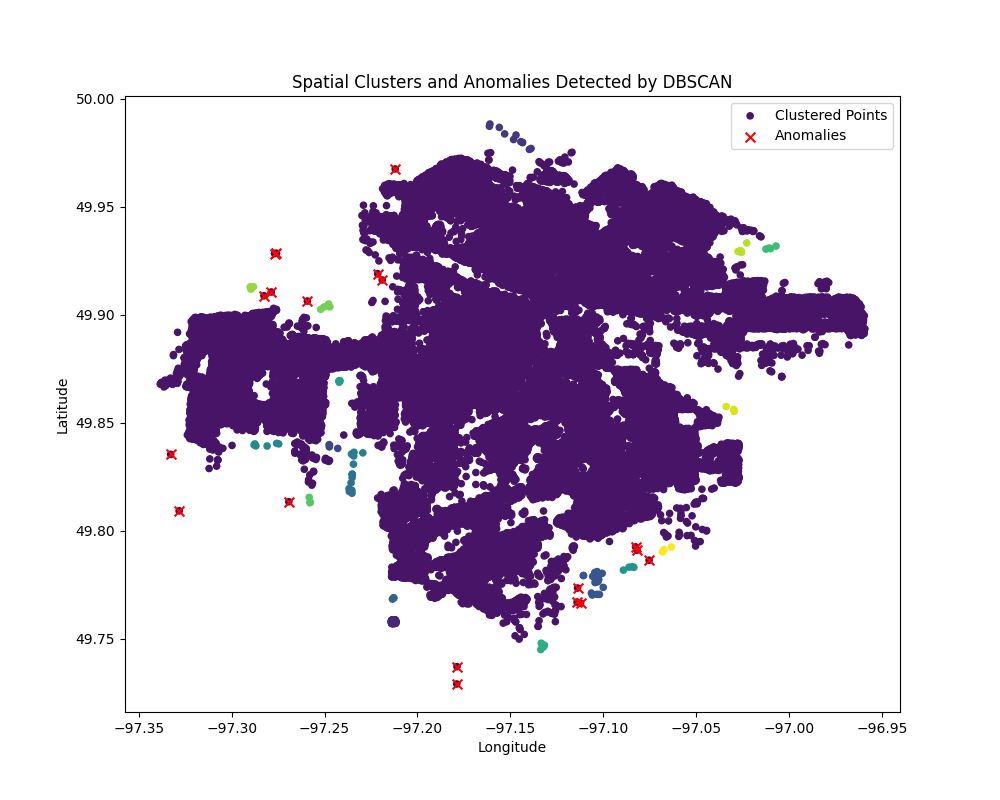 Spatial Clusters and Anomalies Detected by DBSCAN
Clustered Points
Anomalies
50.00
49.95
49.90
49.85
49.80
49.75
Latitude
−97.35 −97.30 −97.25 −97.20 −97.15 −97.10 −97.05 −97.00 −96.95
Longitude